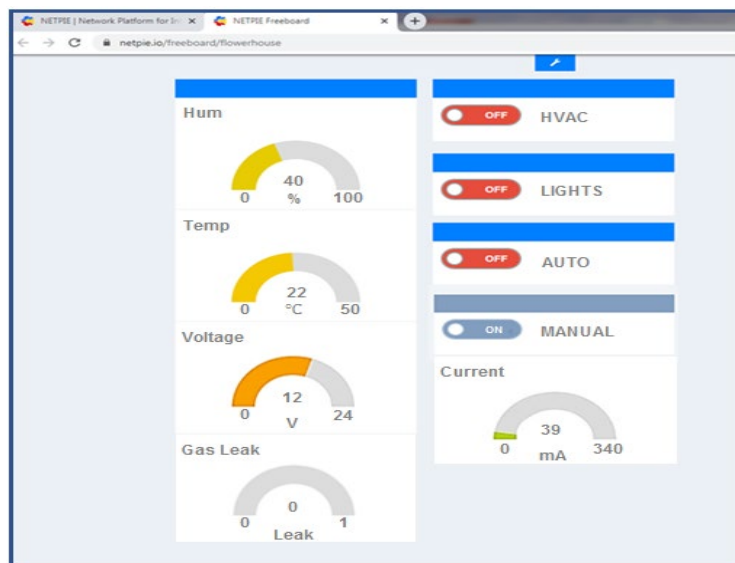 NETPIE | Network Platform for In
NETPIE Freeboard
netpie.io/freeboard/flowerhouse
Hum
40
0 % 100
Temp
22
0 °C 50
Voltage
12
0 V 24
Gas Leak
0
0 1
Leak
OFF HVAC
OFF LIGHTS
OFF AUTO
ON MANUAL
Current
39
0 mA 340